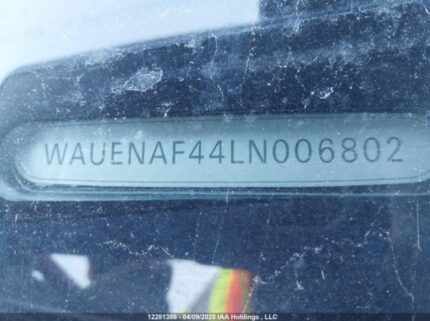 WAUENAF44LN006802
12281388 - 04/09/2025 IAA Holdings , LLC